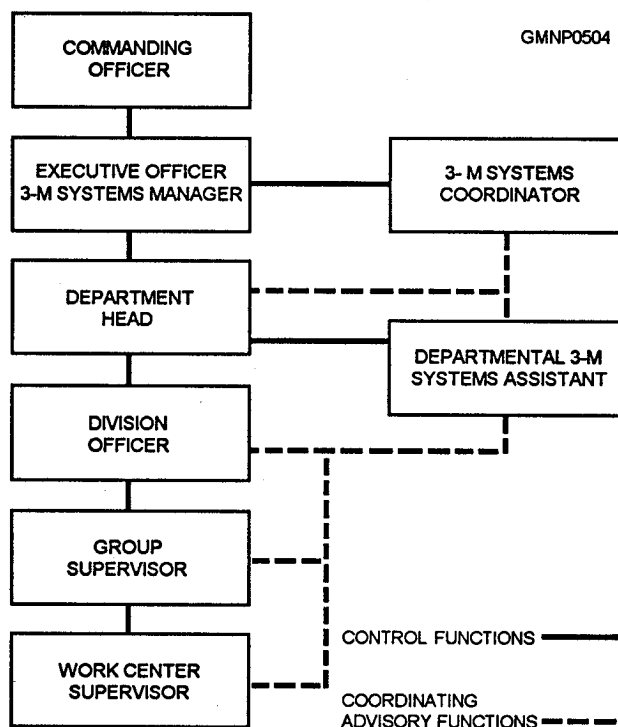 COMMANDING
OFFICER
GMNP0504
EXECUTIVE OFFICER
3-M SYSTEMS MANAGER
3- M SYSTEMS
COORDINATOR
DEPARTMENT
HEAD
DEPARTMENTAL 3-M
SYSTEMS ASSISTANT
DIVISION
OFFICER
GROUP
SUPERVISOR
WORK CENTER
SUPERVISOR
CONTROL FUNCTIONS
COORDINATING
ADVISORY FUNCTIONS